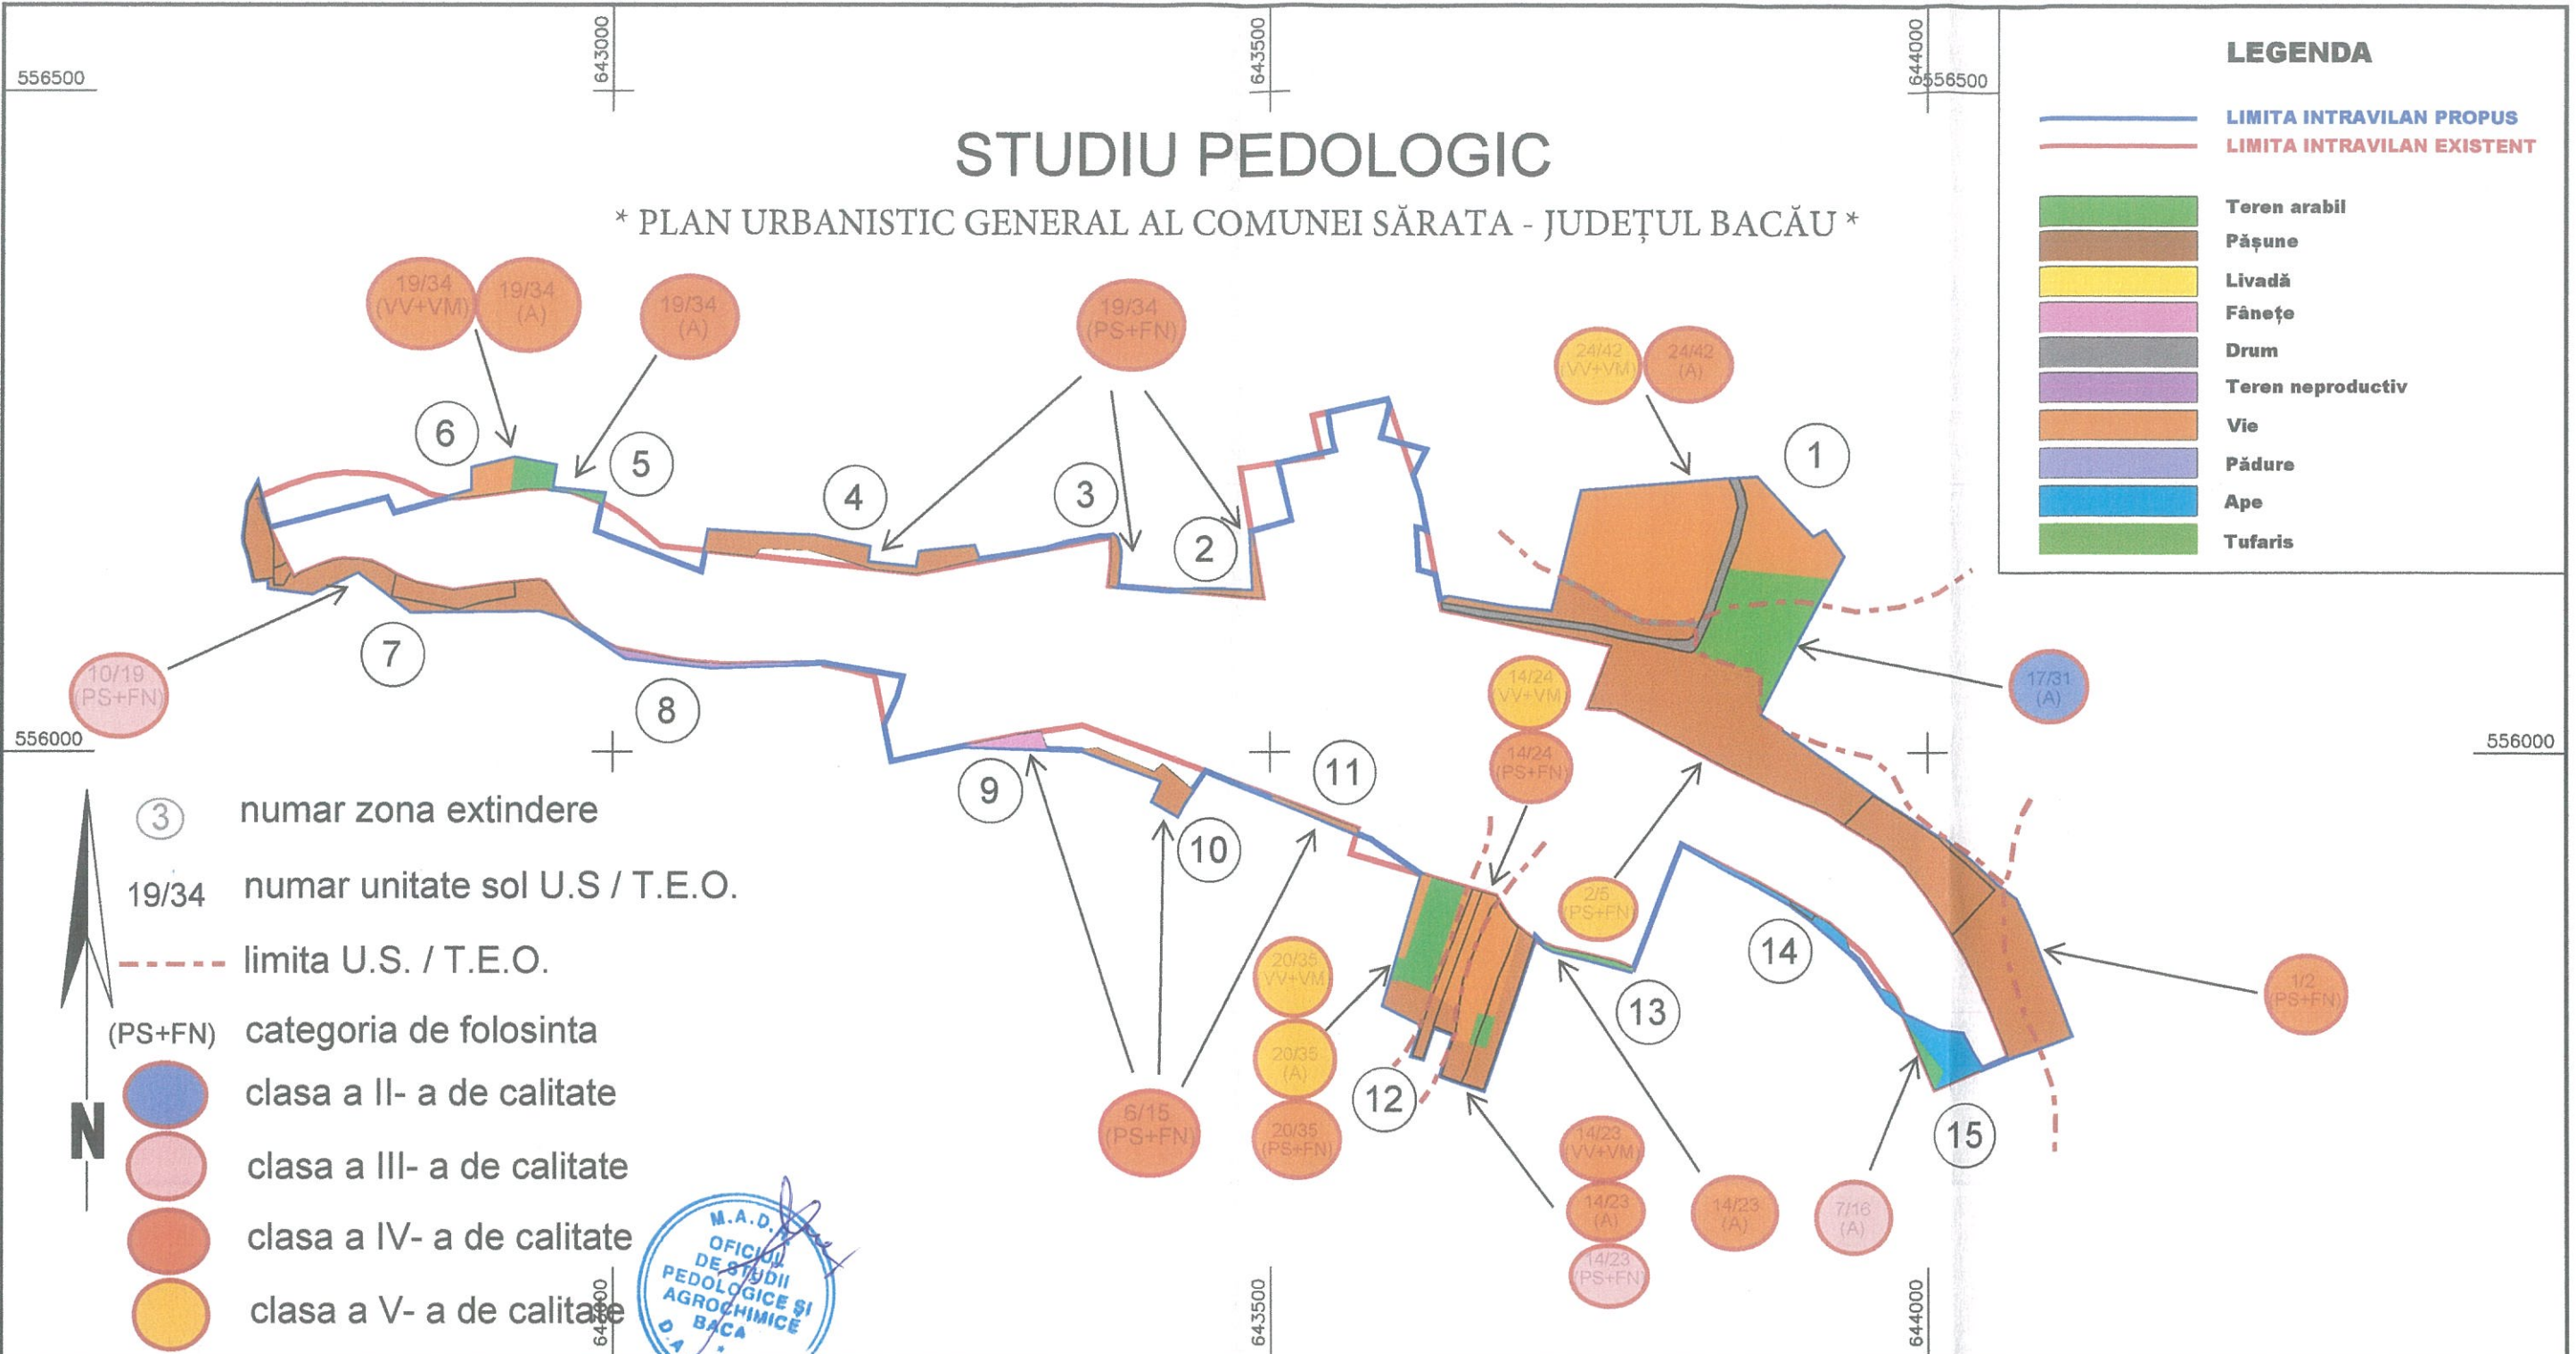 643000
643500
644000
556500
556500
STUDIU PEDOLOGIC
* PLAN URBANISTIC GENERAL AL COMUNEI SĂRATA - JUDEȚUL BACĂU *
LEGENDA
LIMITA INTRAVILAN PROPUS
LIMITA INTRAVILAN EXISTENT
Teren arabil
Pășune
Livadă
Fânețe
Drum
Teren neproductiv
Vie
Pădure
Ape
Tufaris
19/34
(VV+VM)
19/34
(A)
19/34
(A)
19/34
(PS+FN)
24/42
(VV+VM)
24/42
(A)
6
5
4
3
2
1
10/19
(PS+FN)
7
8
14/24
VV+VM
14/24
(PS+FN)
17/31
(A)
556000
556000
9
10
11
2/5
(PS+FN)
14
13
12
15
1/2
(PS+FN)
20/35
VV+VM
20/35
(A)
20/35
(PS+FN)
6/15
(PS+FN)
14/23
(VV+VM)
14/23
(A)
14/23
(PS+FN)
14/23
(A)
7/16
(A)
3
numar zona extindere
19/34
numar unitate sol U.S / T.E.O.
limita U.S. / T.E.O.
(PS+FN)
categoria de folosinta
N
clasa a II- a de calitate
clasa a III- a de calitate
clasa a IV- a de calitate
clasa a V- a de calitate
M.A.D.R.
OFICIUL
DE STUDII
PEDOLOGICE ȘI
AGROCHIMICE
BACA
D.A
643000
643500
644000